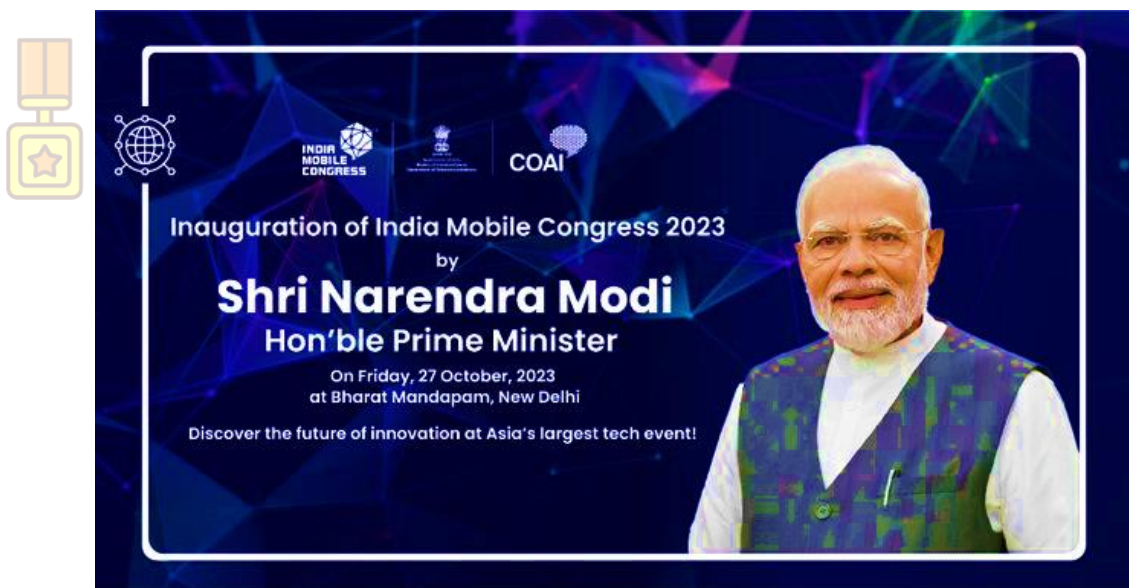 INDIA
MOBILE
CONGRESS
COAI
Inauguration of India Mobile Congress 2023
by
Shri Narendra Modi
Hon‘ble Prime Minister
On Friday, 27 October, 2023
at Bharat Mandapam, New Delhi
Discover the future of innovation at Asia‘s largest tech event!